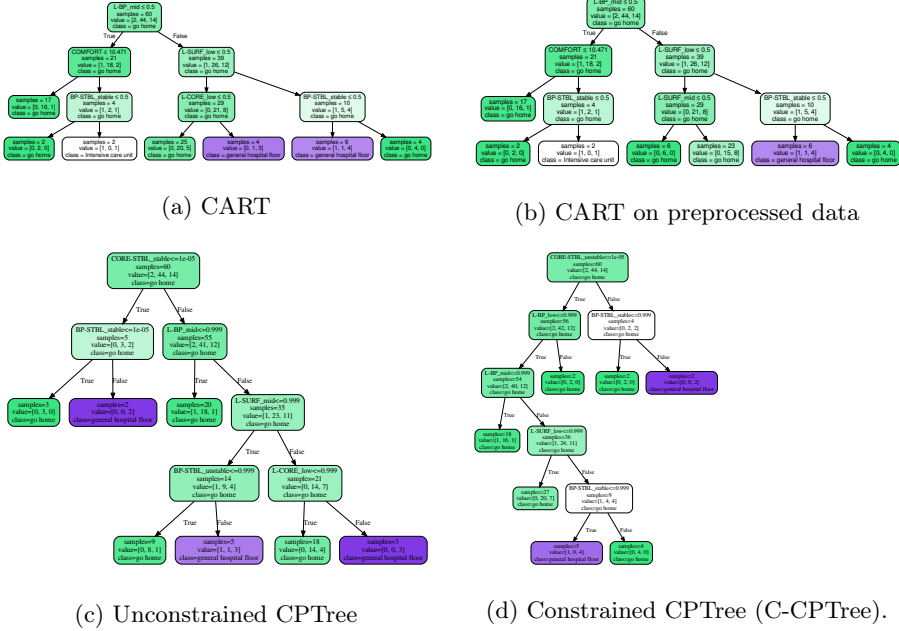 L-BP_mid ≤ 0.5
samples = 60
value = [2, 44, 14]
class = go home
True
False
COMFORT ≤ 10.471
samples = 21
value = [1, 18, 2]
class = go home
L-SURF_low ≤ 0.5
samples = 39
value = [1, 26, 12]
class = go home
samples = 17
value = [0, 16, 1]
class = go home
BP-STBL_stable ≤ 0.5
samples = 4
value = [1, 2, 1]
class = go home
L-CORE_low ≤ 0.5
samples = 29
value = [0, 21, 8]
class = go home
BP-STBL_stable ≤ 0.5
samples = 10
value = [1, 5, 4]
class = go home
samples = 2
value = [0, 2, 0]
class = go home
samples = 2
value = [1, 0, 1]
class = Intensive care unit
samples = 25
value = [0, 20, 5]
class = go home
samples = 4
value = [0, 1, 3]
class = general hospital floor
samples = 6
value = [1, 1, 4]
class = general hospital floor
samples = 4
value = [0, 4, 0]
class = go home
(a) CART
L-BP_mid ≤ 0.5
samples = 60
value = [2, 44, 14]
class = go home
True
False
COMFORT ≤ 10.471
samples = 21
value = [1, 18, 2]
class = go home
L-SURF_low ≤ 0.5
samples = 39
value = [1, 26, 12]
class = go home
samples = 17
value = [0, 16, 1]
class = go home
BP-STBL_stable ≤ 0.5
samples = 4
value = [1, 2, 1]
class = go home
L-SURF_mid ≤ 0.5
samples = 29
value = [0, 21, 8]
class = go home
BP-STBL_stable ≤ 0.5
samples = 10
value = [1, 5, 4]
class = go home
samples = 2
value = [0, 2, 0]
class = go home
samples = 2
value = [1, 0, 1]
class = Intensive care unit
samples = 6
value = [0, 6, 0]
class = go home
samples = 23
value = [0, 15, 8]
class = go home
samples = 6
value = [1, 1, 4]
class = general hospital floor
samples = 4
value = [0, 4, 0]
class = go home
(b) CART on preprocessed data
CORE-STBL_stable<=1e-05
samples=60
value=[2, 44, 14]
class=go home
True
False
BP-STBL_stable<=1e-05
samples=5
value=[0, 3, 2]
class=go home
L-BP_mid<=0.999
samples=55
value=[2, 41, 12]
class=go home
True
False
True
False
samples=3
value=[0, 3, 0]
class=go home
samples=2
value=[0, 0, 2]
class=general hospital floor
samples=20
value=[1, 18, 1]
class=go home
L-SURF_mid<=0.999
samples=35
value=[1, 23, 11]
class=go home
True
False
BP-STBL_unstable<=0.999
samples=14
value=[1, 9, 4]
class=go home
L-CORE_low<=0.999
samples=21
value=[0, 14, 7]
class=go home
True
False
True
False
samples=9
value=[0, 8, 1]
class=go home
samples=5
value=[1, 1, 3]
class=general hospital floor
samples=18
value=[0, 14, 4]
class=go home
samples=3
value=[0, 0, 3]
class=general hospital floor
(c) Unconstrained CPTree
CORE-STBL_unstable<=1e-05
samples=60
value=[2, 44, 14]
class=go home
True
False
L-BP_low<=0.999
samples=56
value=[2, 42, 12]
class=go home
BP-STBL_stable<=0.999
samples=4
value=[0, 2, 2]
class=go home
True
False
True
False
L-BP_mid<=0.999
samples=54
value=[2, 40, 12]
class=go home
samples=2
value=[0, 2, 0]
class=go home
samples=2
value=[0, 2, 0]
class=go home
samples=2
value=[0, 0, 2]
class=general hospital floor
True
False
samples=18
value=[1, 16, 1]
class=go home
L-SURF_low<=0.999
samples=36
value=[1, 24, 11]
class=go home
True
False
samples=27
value=[0, 20, 7]
class=go home
BP-STBL_stable<=0.999
samples=9
value=[1, 4, 4]
class=go home
True
False
samples=5
value=[1, 0, 4]
class=general hospital floor
samples=4
value=[0, 4, 0]
class=go home
(d) Constrained CPTree (C-CPTree).